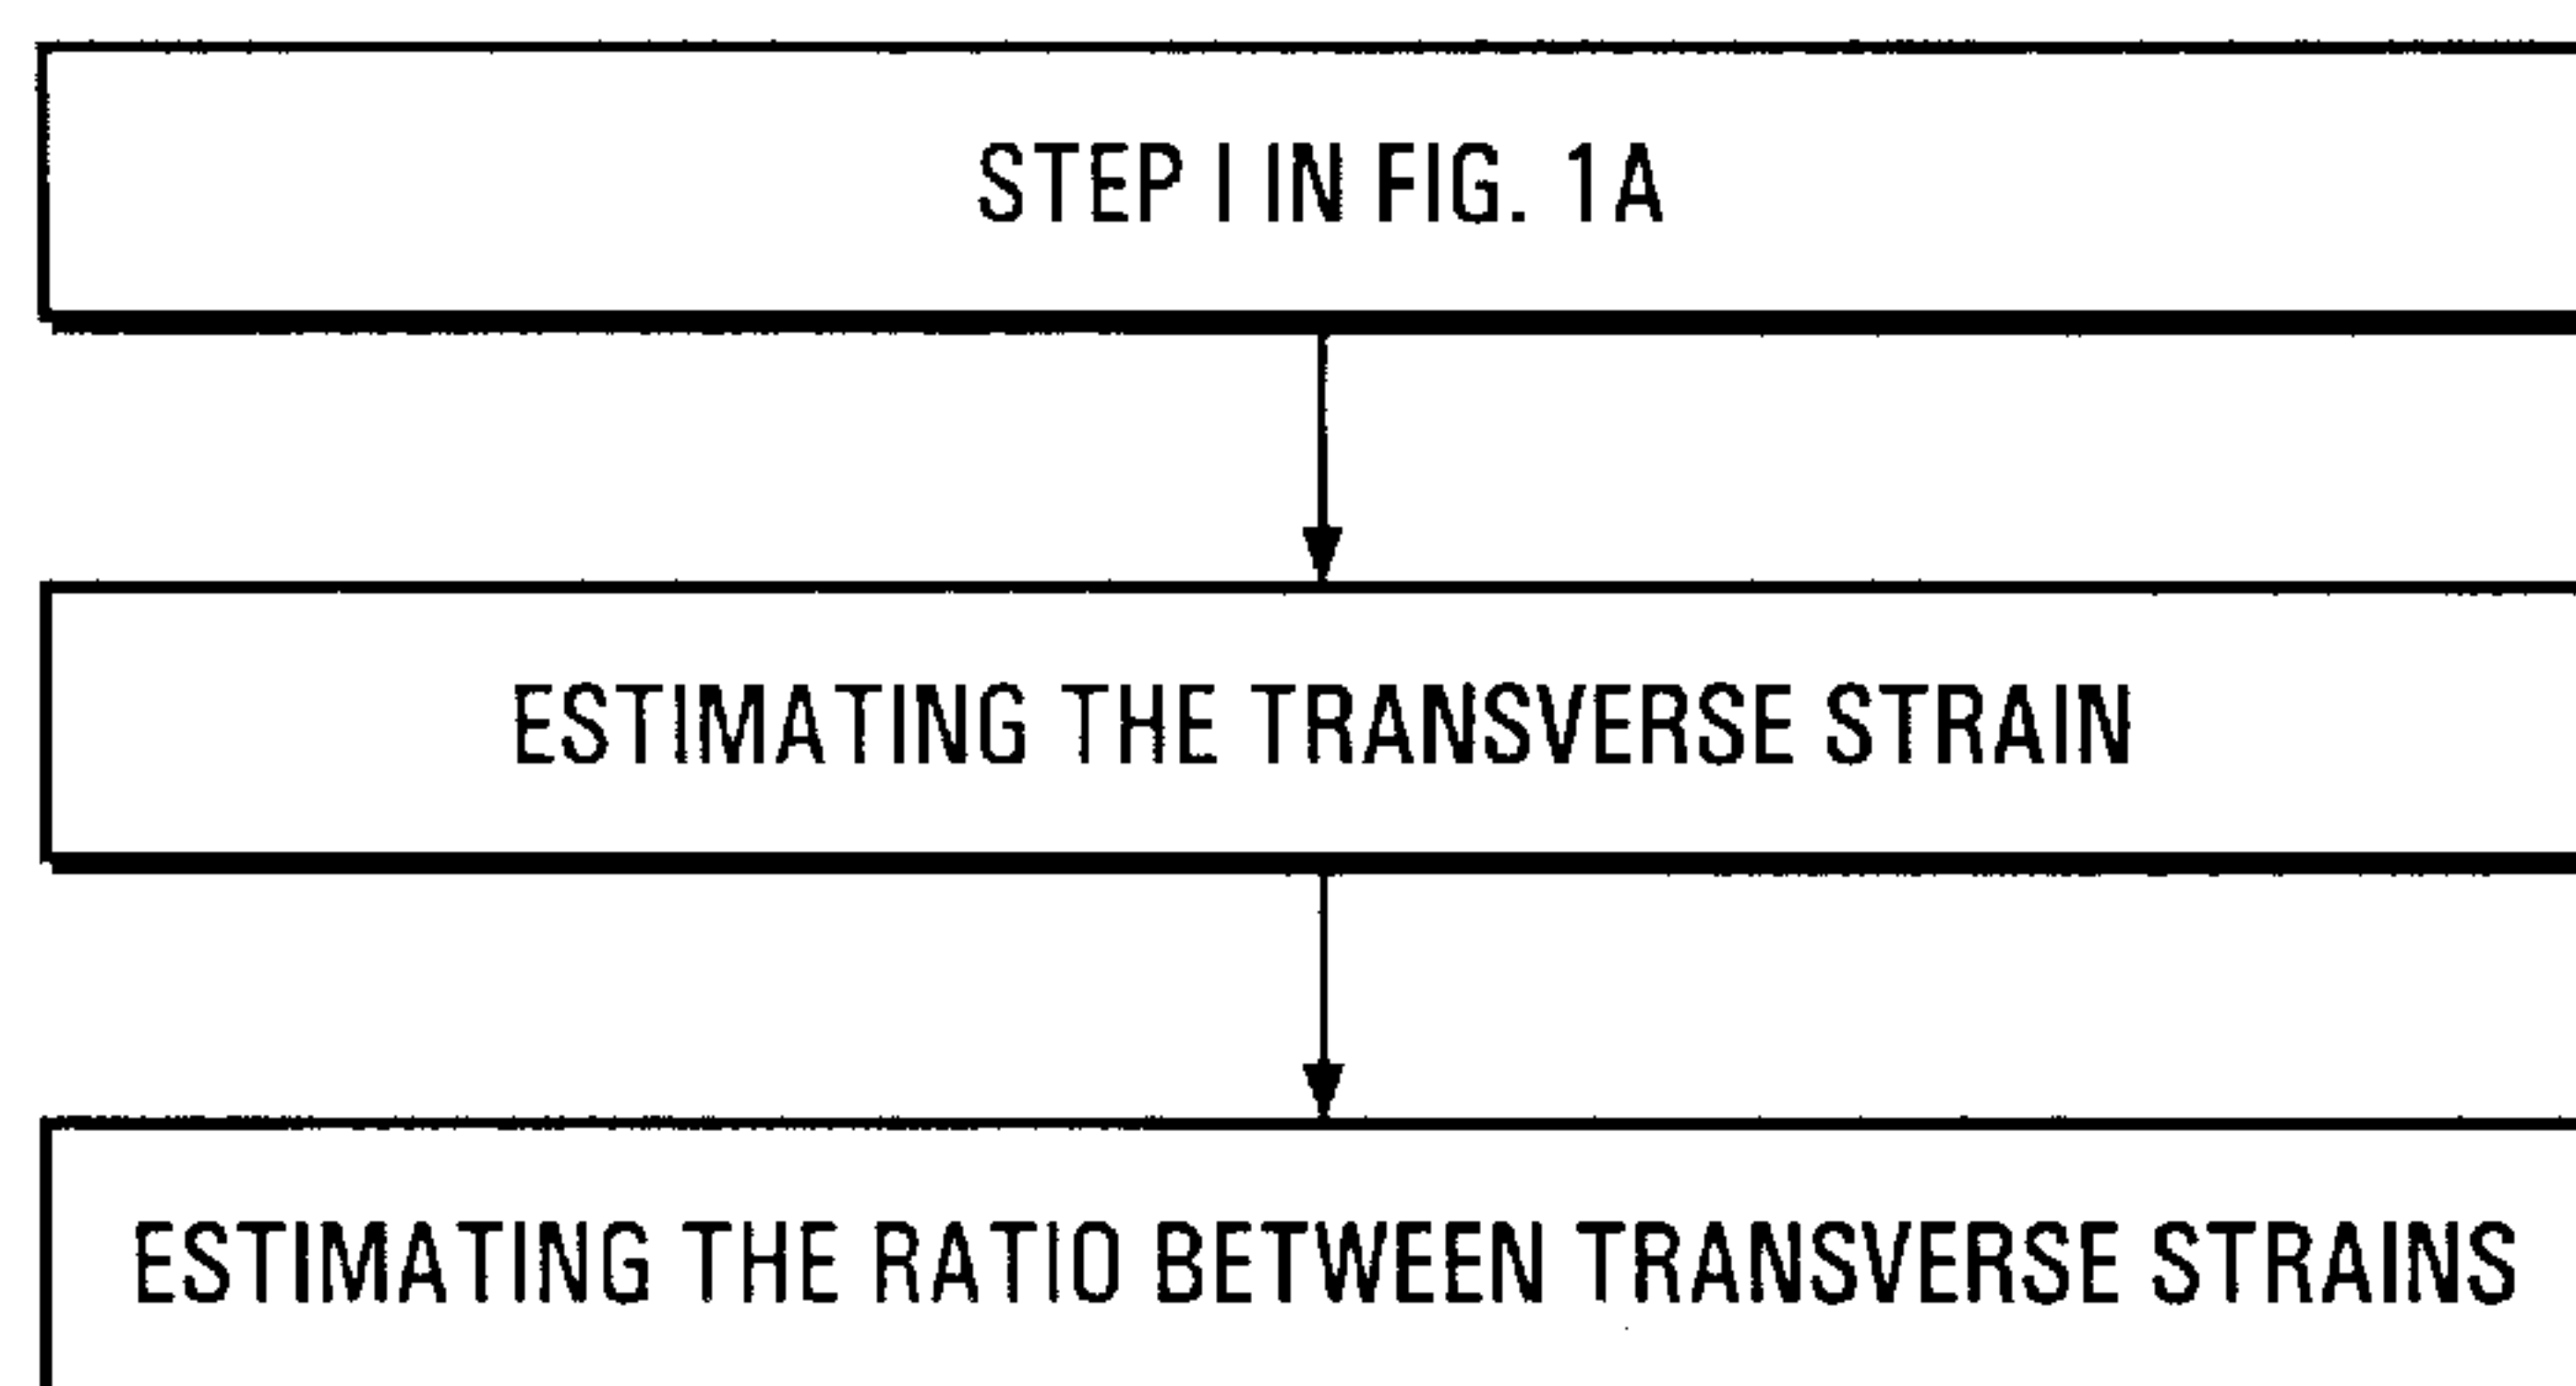 STEP I IN FIG. 1A
ESTIMATING THE TRANSVERSE STRAIN
ESTIMATING THE RATIO BETWEEN TRANSVERSE STRAINS